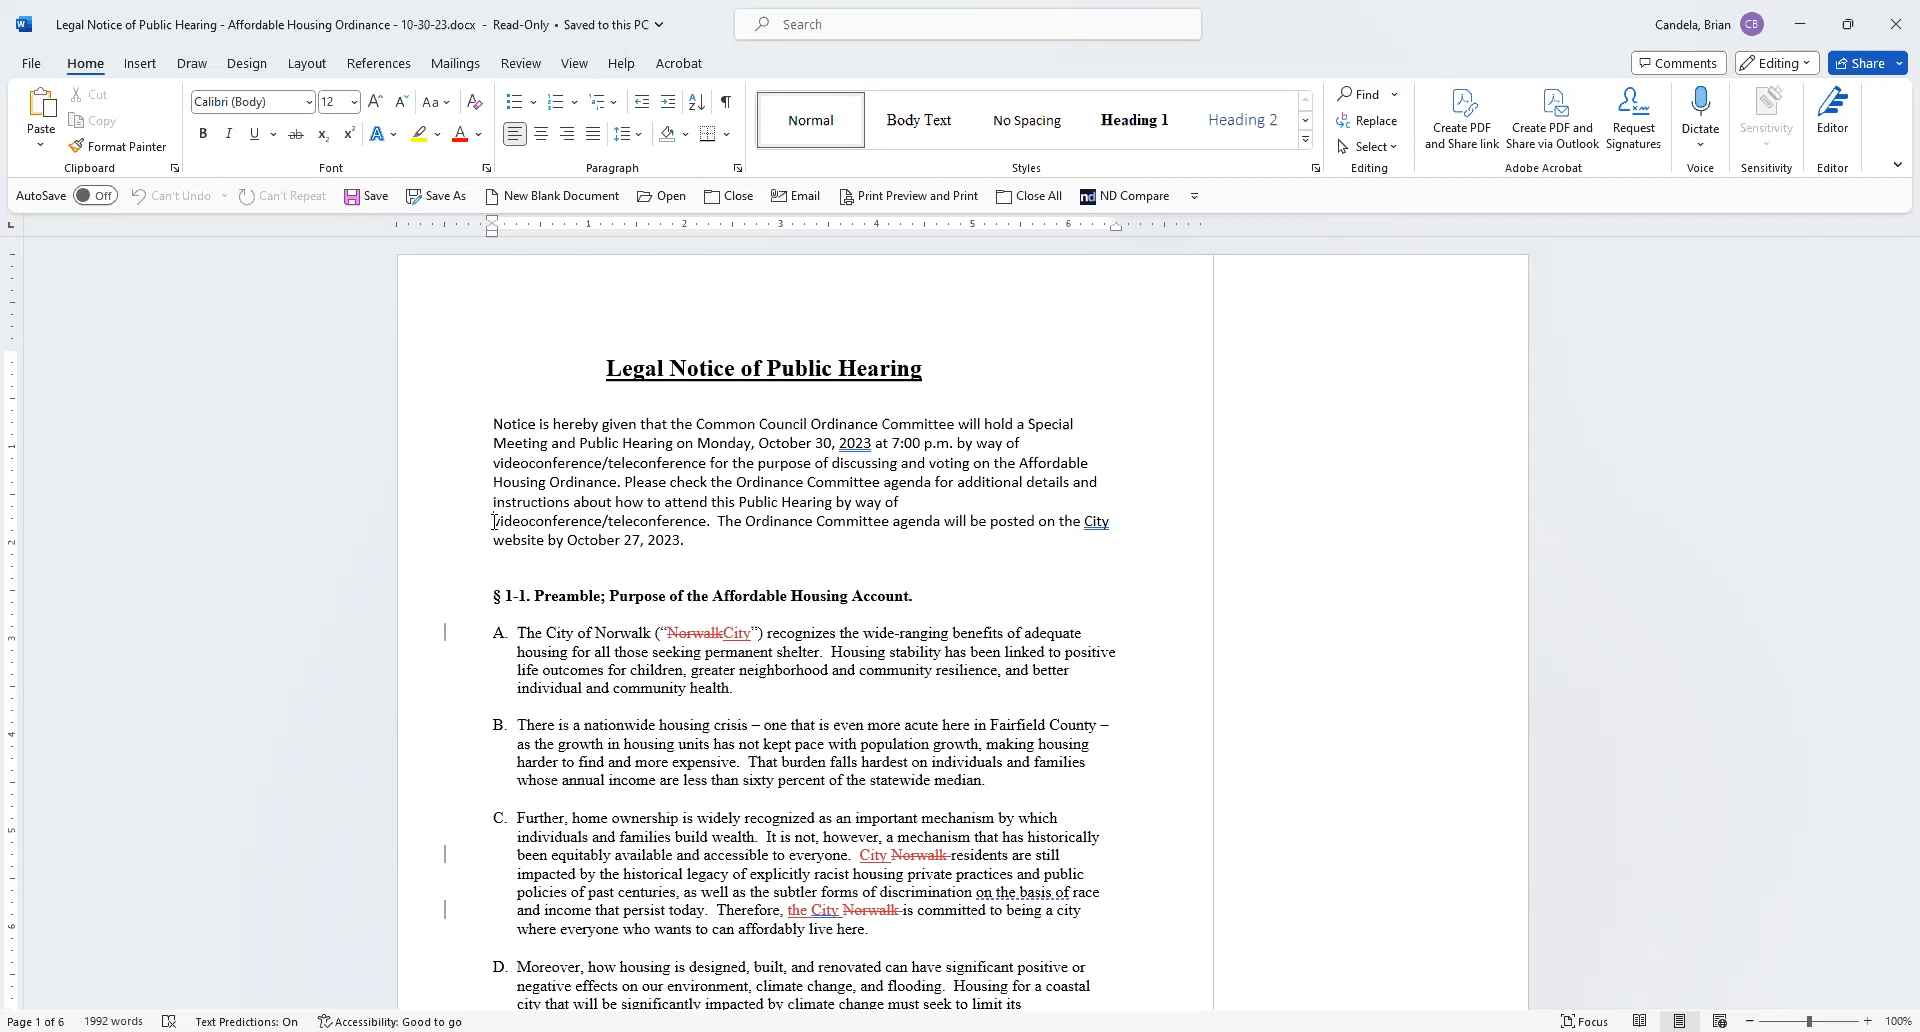 Legal Notice of Public Hearing - Affordable Housing Ordinance - 10-30-23.docx - Read-Only • Saved to this PC
Search
Candela, Brian CB
File Home Insert Draw Design Layout References Mailings Review View Help Acrobat
Comments Editing Share
Paste
Cut
Copy
Format Painter
Clipboard
Calibri (Body) 12
Font
Paragraph
Normal Body Text No Spacing Heading 1 Heading 2
Styles
Find
Replace
Select
Editing
Create PDF and Share link
Create PDF and Share via Outlook
Request Signatures
Adobe Acrobat
Dictate
Voice
Sensitivity
Sensitivity
Editor
Editor
AutoSave Off Can't Undo Can't Repeat Save Save As New Blank Document Open Close Email Print Preview and Print Close All nd ND Compare
1 2 3 4 5 6
Legal Notice of Public Hearing
Notice is hereby given that the Common Council Ordinance Committee will hold a Special
Meeting and Public Hearing on Monday, October 30, 2023 at 7:00 p.m. by way of
videoconference/teleconference for the purpose of discussing and voting on the Affordable
Housing Ordinance. Please check the Ordinance Committee agenda for additional details and
instructions about how to attend this Public Hearing by way of
videoconference/teleconference. The Ordinance Committee agenda will be posted on the City
website by October 27, 2023.
§ 1-1. Preamble; Purpose of the Affordable Housing Account.
A. The City of Norwalk (“NorwalkCity”) recognizes the wide-ranging benefits of adequate
housing for all those seeking permanent shelter. Housing stability has been linked to positive
life outcomes for children, greater neighborhood and community resilience, and better
individual and community health.
B. There is a nationwide housing crisis – one that is even more acute here in Fairfield County –
as the growth in housing units has not kept pace with population growth, making housing
harder to find and more expensive. That burden falls hardest on individuals and families
whose annual income are less than sixty percent of the statewide median.
C. Further, home ownership is widely recognized as an important mechanism by which
individuals and families build wealth. It is not, however, a mechanism that has historically
been equitably available and accessible to everyone. City Norwalk residents are still
impacted by the historical legacy of explicitly racist housing private practices and public
policies of past centuries, as well as the subtler forms of discrimination on the basis of race
and income that persist today. Therefore, the City Norwalk is committed to being a city
where everyone who wants to can affordably live here.
D. Moreover, how housing is designed, built, and renovated can have significant positive or
negative effects on our environment, climate change, and flooding. Housing for a coastal
city that will be significantly impacted by climate change must seek to limit its
Page 1 of 6 1992 words Text Predictions: On Accessibility: Good to go Focus 100%